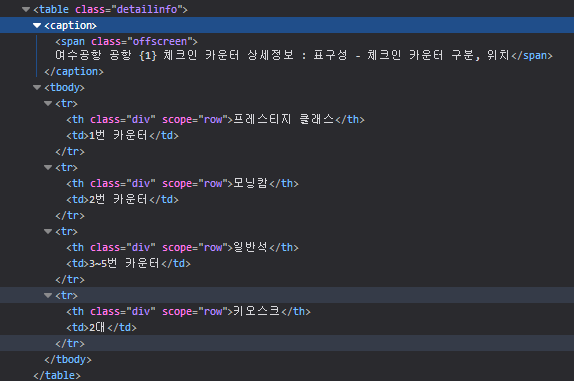 <table class="detailinfo">
<caption>
<span class="offscreen">
여수공항 공항 {1} 체크인 카운터 상세정보 : 표구성 - 체크인 카운터 구분, 위치</span>
</caption>
<tbody>
<tr>
<th class="div" scope="row">프레스티지 클래스</th>
<td>1번 카운터</td>
</tr>
<tr>
<th class="div" scope="row">모닝캄</th>
<td>2번 카운터</td>
</tr>
<tr>
<th class="div" scope="row">일반석</th>
<td>3~5번 카운터</td>
</tr>
<tr>
<th class="div" scope="row">키오스크</th>
<td>2대</td>
</tr>
</tbody>
</table>